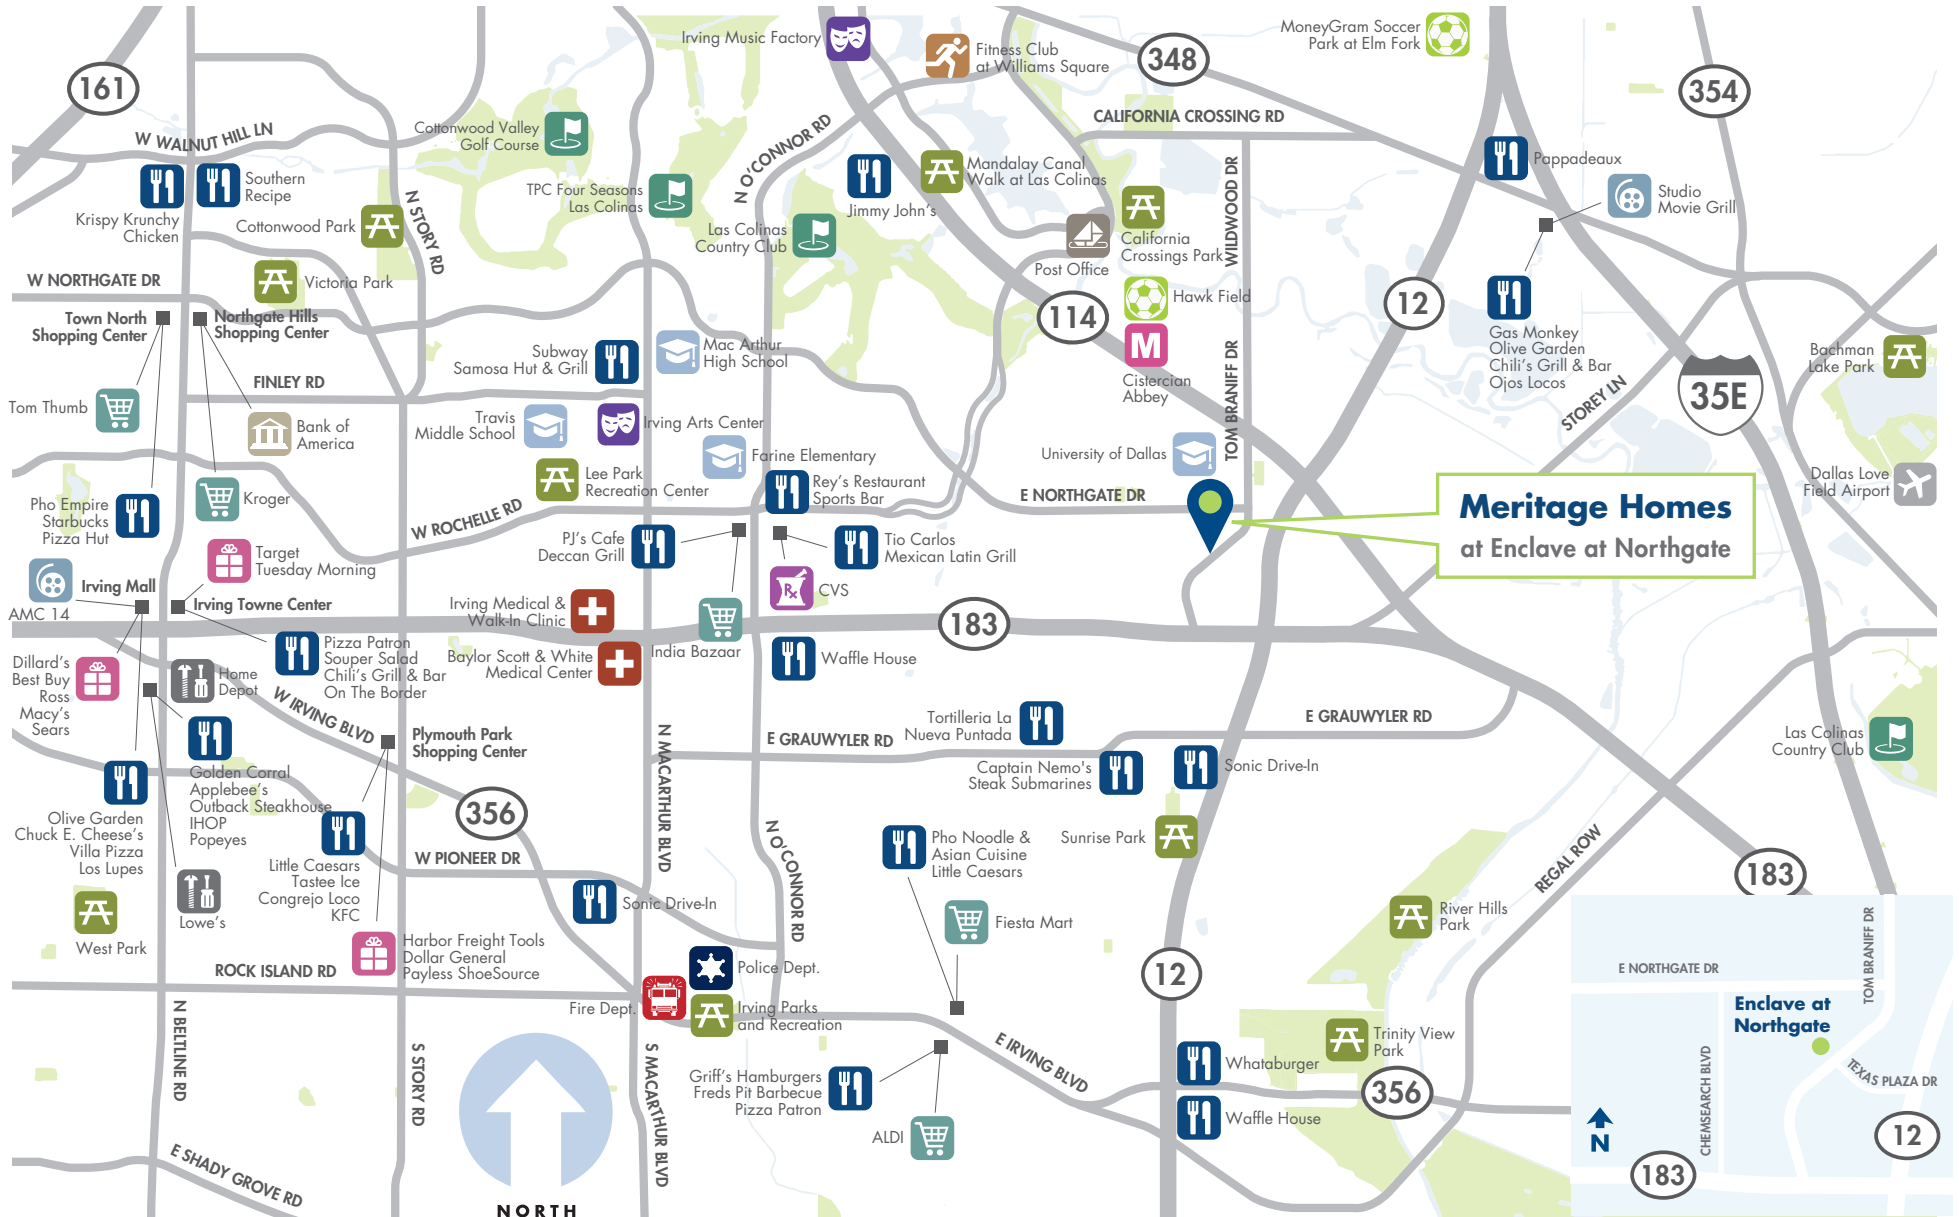 Irving Music Factory
Fitness Club
at Williams Square
348
MoneyGram Soccer
Park at Elm Fork
161
354
W WALNUT HILL LN
Cottonwood Valley
Golf Course
N O'CONNOR RD
CALIFORNIA CROSSING RD
Krispy Krunchy
Chicken
Southern
Recipe
Cottonwood Park
N STORY RD
TPC Four Seasons
Las Colinas
Las Colinas
Country Club
Jimmy John's
Mandalay Canal
Walk at Las Colinas
Post Office
California
Crossings Park
WILDWOOD DR
Pappadeaux
Studio
Movie Grill
W NORTHGATE DR
Victoria Park
Town North
Shopping Center
Northgate Hills
Shopping Center
Hawk Field
114
12
M
Cistercian
Abbey
Gas Monkey
Olive Garden
Chili's Grill & Bar
Ojos Locos
Bachman
Lake Park
Subway
Samosa Hut & Grill
Mac Arthur
High School
FINLEY RD
Tom Thumb
Bank of
America
Travis
Middle School
Irving Arts Center
TOM BRANIFF DR
STOREY LN
35E
Farine Elementary
University of Dallas
Lee Park
Recreation Center
Rey's Restaurant
Sports Bar
E NORTHGATE DR
Dallas Love
Field Airport
Pho Empire
Starbucks
Pizza Hut
Kroger
W ROCHELLE RD
Meritage Homes
at Enclave at Northgate
PJ's Cafe
Deccan Grill
Tio Carlos
Mexican Latin Grill
Target
Tuesday Morning
Rx
CVS
AMC 14
Irving Mall
Irving Towne Center
Irving Medical &
Walk-In Clinic
183
Baylor Scott & White
Medical Center
India Bazaar
Waffle House
Dillard's
Best Buy
Ross
Macy's
Sears
Home
Depot
Pizza Patron
Souper Salad
Chili's Grill & Bar
On The Border
W IRVING BLVD
Plymouth Park
Shopping Center
N MACARTHUR BLVD
E GRAUWYLER RD
Tortilleria La
Nueva Puntada
E GRAUWYLER RD
Las Colinas
Country Club
Captain Nemo's
Steak Submarines
Sonic Drive-In
Golden Corral
Applebee's
Outback Steakhouse
IHOP
Popeyes
Olive Garden
Chuck E. Cheese's
Villa Pizza
Los Lupes
356
N O'CONNOR RD
Pho Noodle &
Asian Cuisine
Little Caesars
Sunrise Park
W PIONEER DR
Little Caesars
Tastee Ice
Congrejo Loco
KFC
REGAL ROW
183
Lowe's
Sonic Drive-In
Fiesta Mart
River Hills
Park
West Park
Harbor Freight Tools
Dollar General
Payless ShoeSource
ROCK ISLAND RD
Police Dept.
12
Fire Dept.
Irving Parks
and Recreation
N BELTLINE RD
S STORY RD
S MACARTHUR BLVD
E IRVING BLVD
Trinity View
Park
Whataburger
356
Waffle House
Griff's Hamburgers
Freds Pit Barbecue
Pizza Patron
ALDI
E SHADY GROVE RD
NORTH
E NORTHGATE DR
TOM BRANIFF DR
Enclave at
Northgate
CHEMSEARCH BLVD
TEXAS PLAZA DR
N
12
183